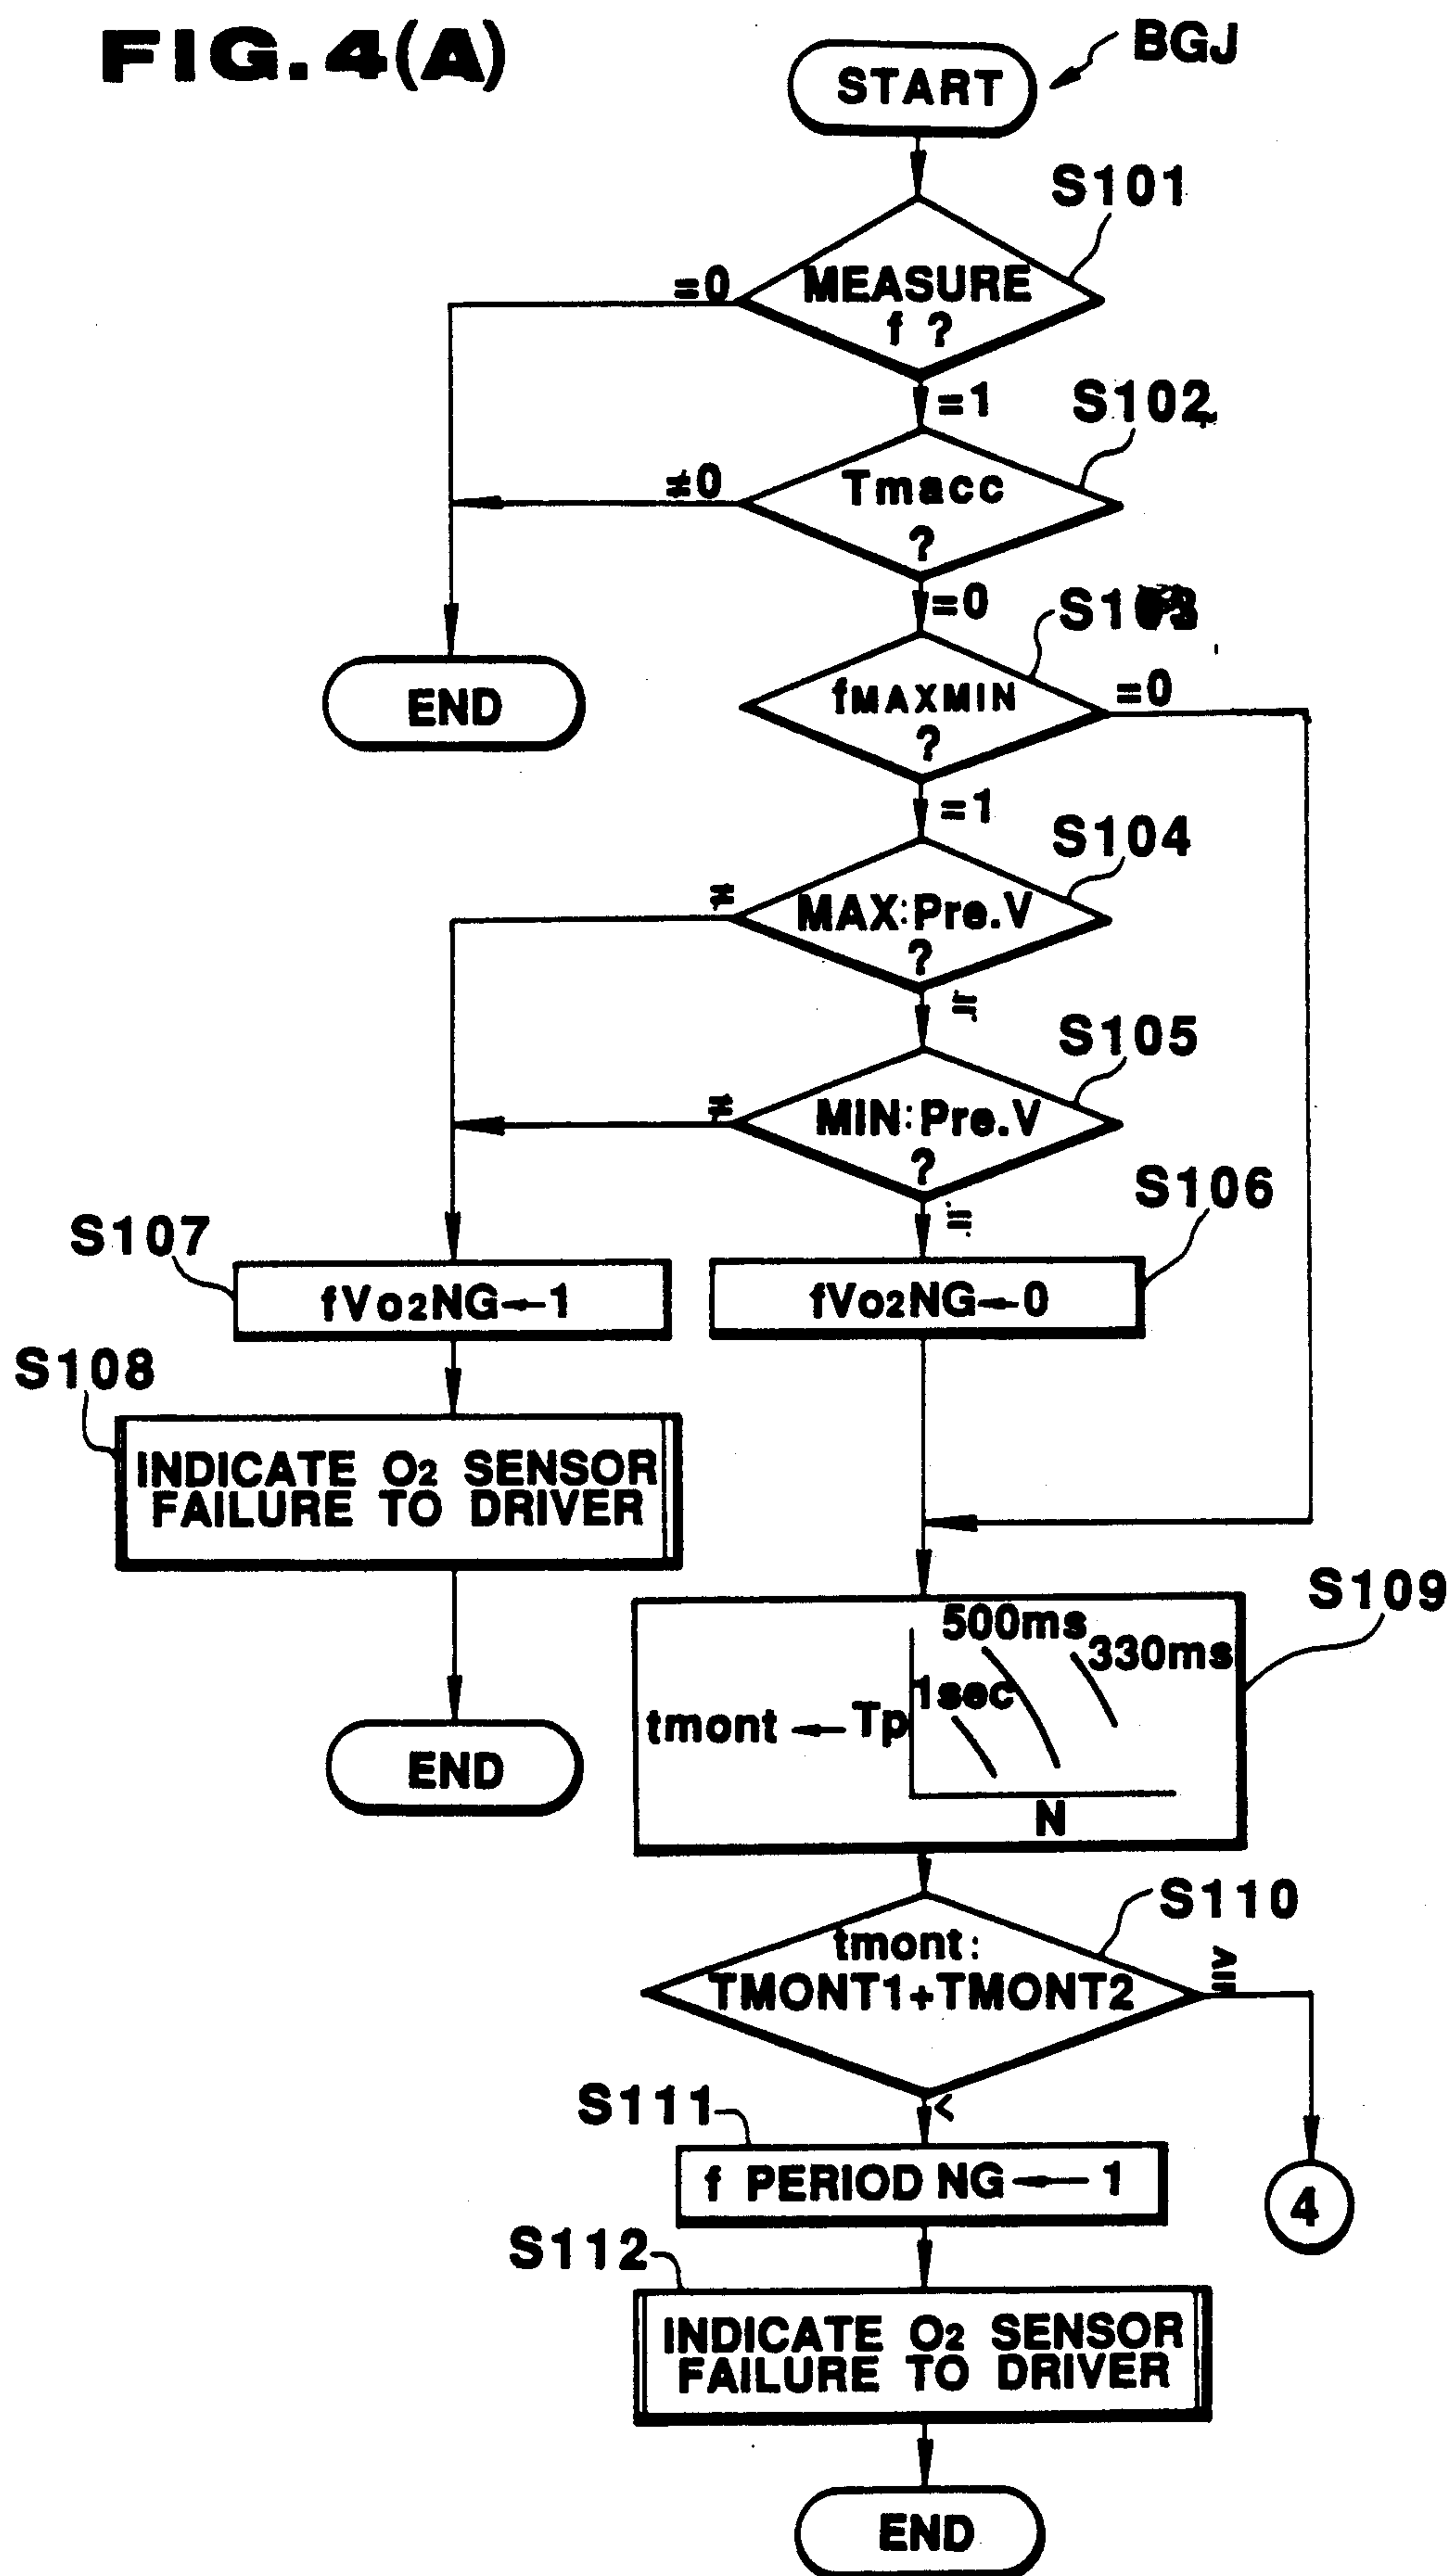 FIG. 4(A)
BGJ
START
S101
MEASURE
f ?
=0
=1
S102
Tmacc
?
≠0
=0
END
fMAXMIN
?
=0
=1
S104
MAX:Pre.V
?
≠
≒
S105
MIN:Pre.V
?
≠
≒
S106
S107
fVo2NG←1
fVo2NG←0
S108
INDICATE O2 SENSOR
FAILURE TO DRIVER
END
S109
500ms
330ms
1sec
tmont ← Tp
N
S110
tmont:
TMONT1+TMONT2
≧
<
S111
f PERIOD NG ← 1
4
S112
INDICATE O2 SENSOR
FAILURE TO DRIVER
END